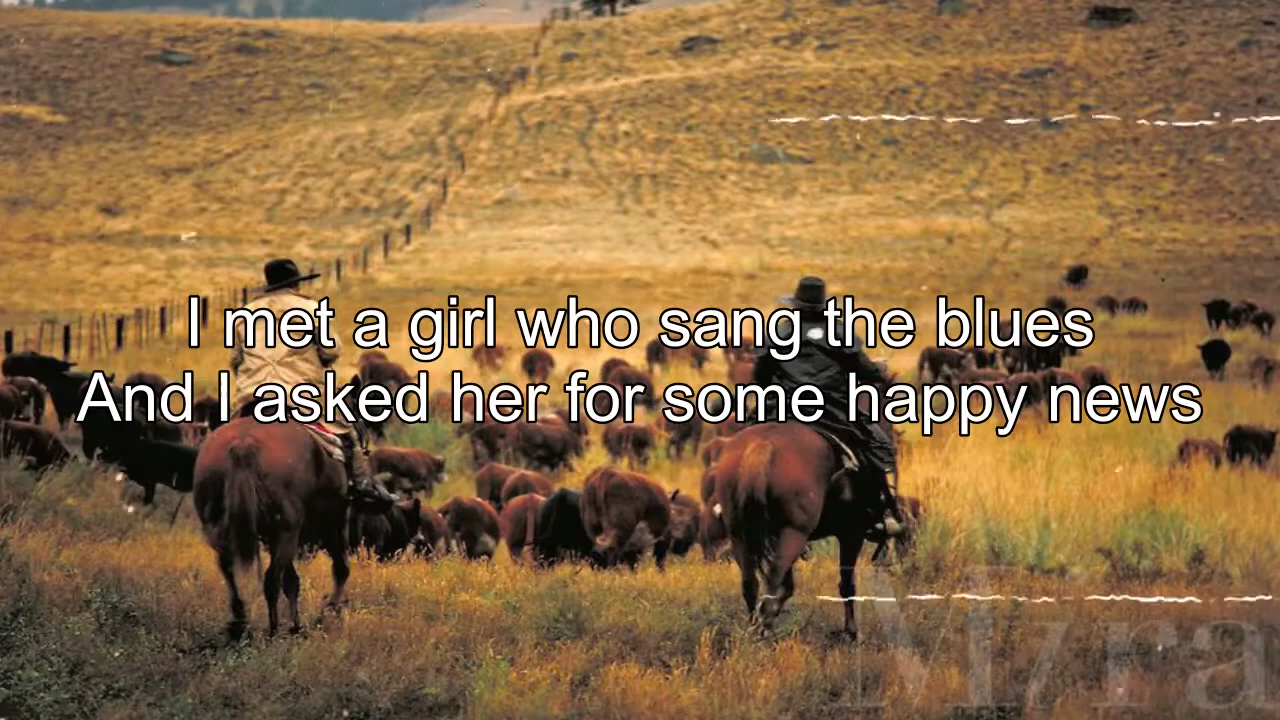 I met a girl who sang the blues
And I asked her for some happy news